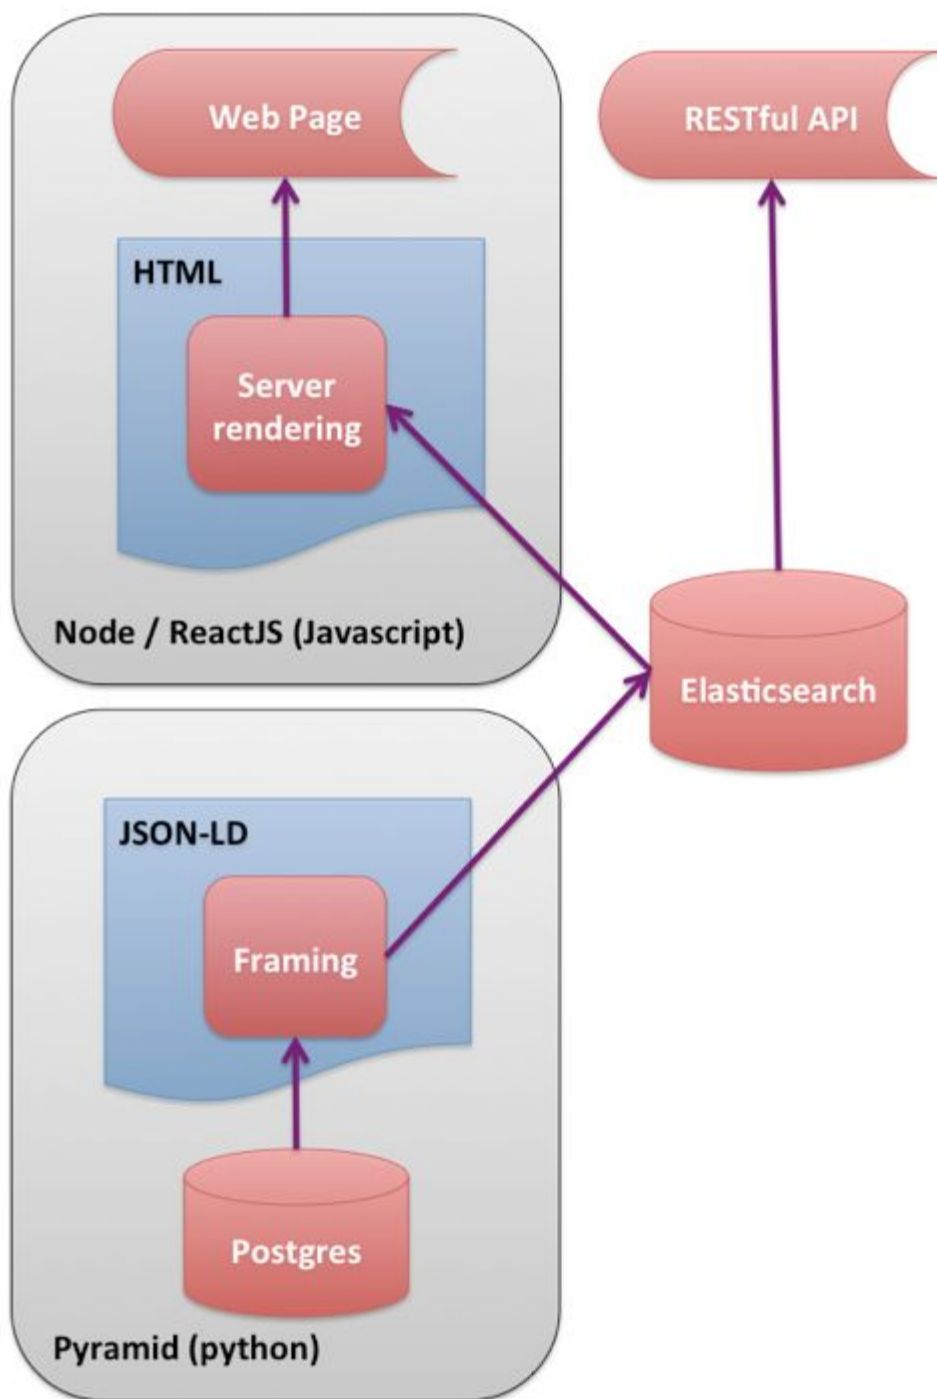 Web Page
RESTful API
HTML
Server
rendering
Node / ReactJS (Javascript)
Elasticsearch
JSON-LD
Framing
Postgres
Pyramid (python)